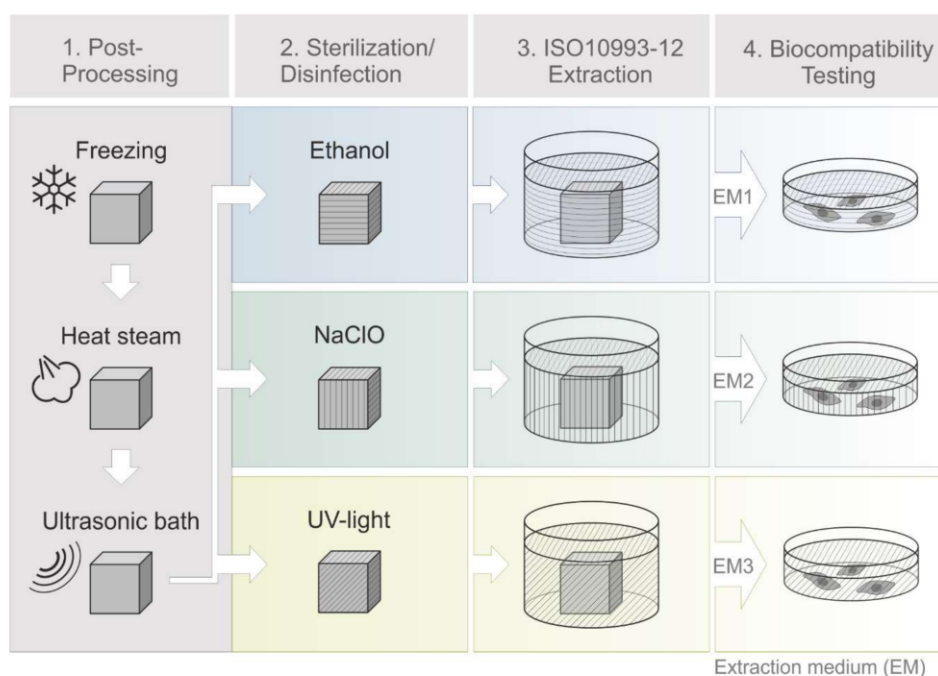 1. Post-
Processing
2. Sterilization/
Disinfection
3. ISO10993-12
Extraction
4. Biocompatibility
Testing
Freezing
Ethanol
EM1
Heat steam
NaClO
EM2
Ultrasonic bath
UV-light
EM3
Extraction medium (EM)